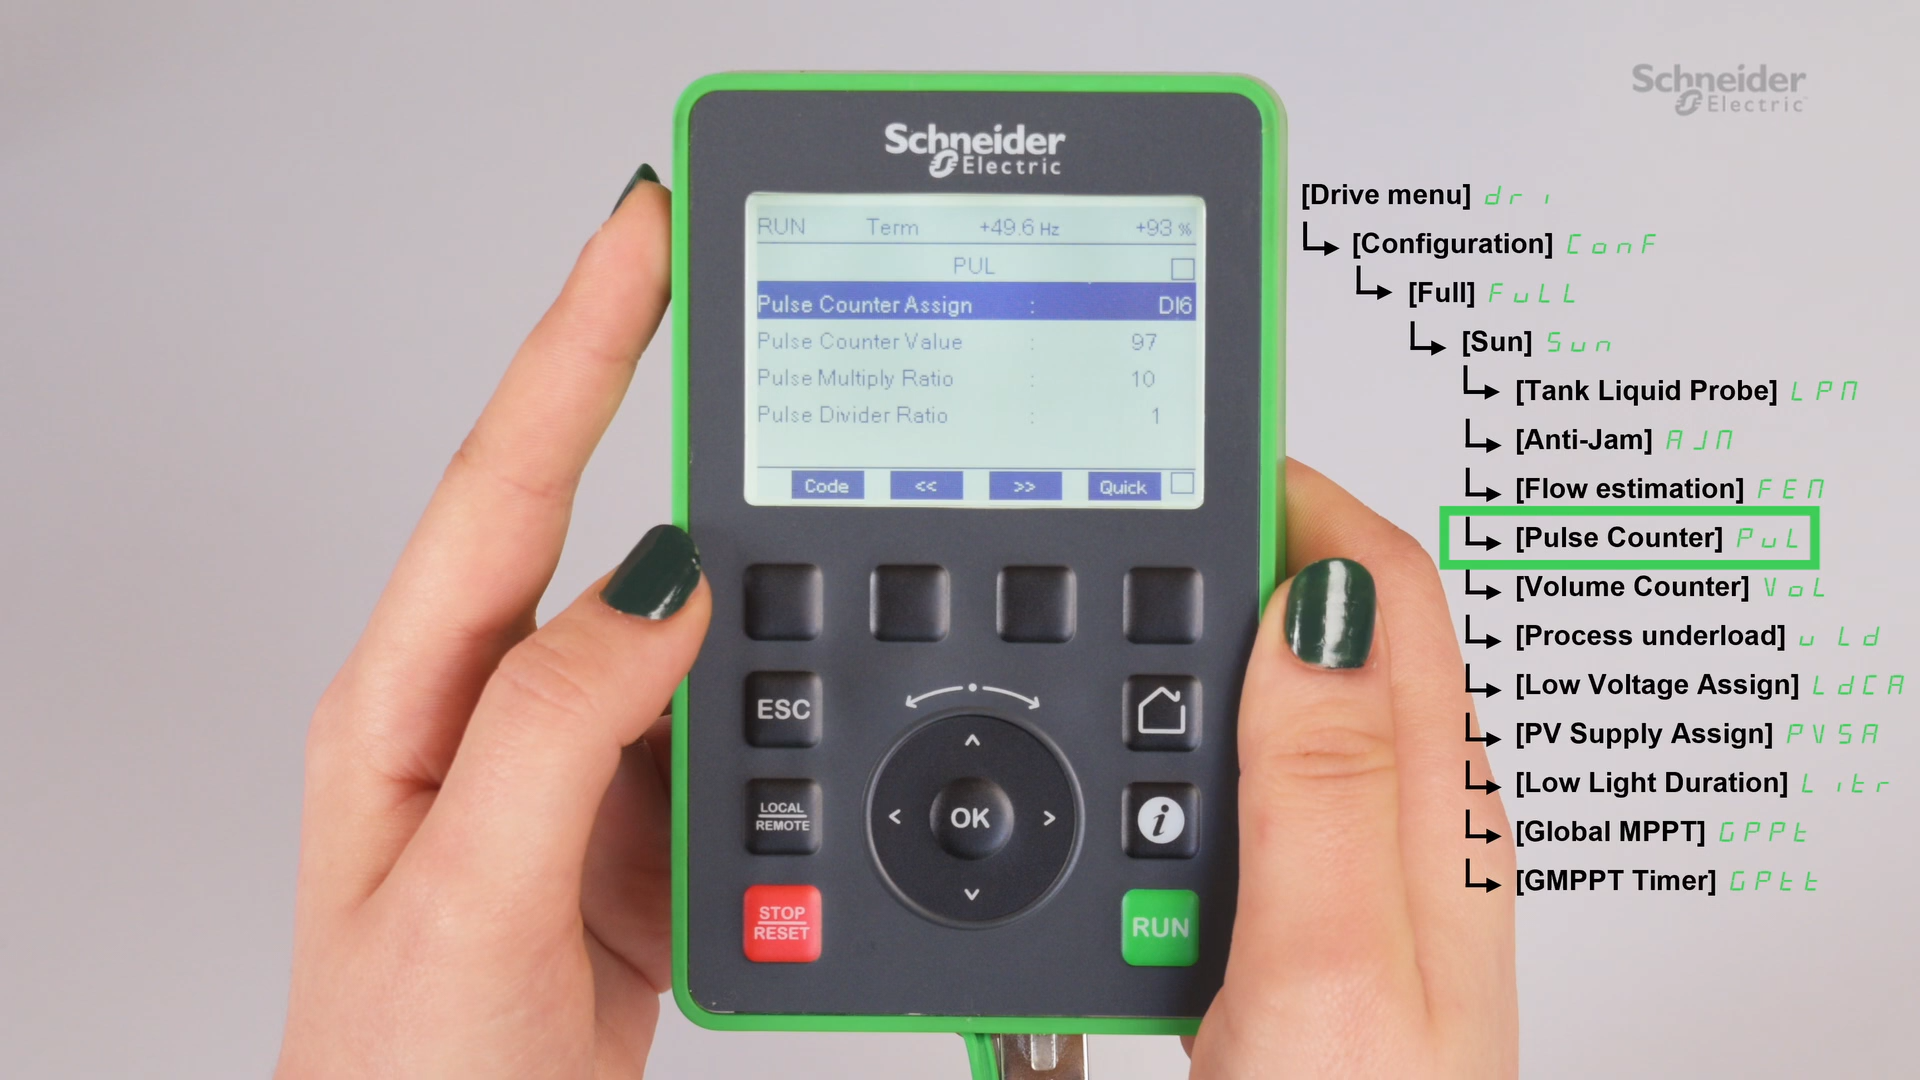 Schneider
Electric
Schneider
Electric
RUN Term +49.6 Hz +93 %
PUL
Pulse Counter Assign : DI6
Pulse Counter Value : 97
Pulse Multiply Ratio : 10
Pulse Divider Ratio : 1
Code << >> Quick
ESC
LOCAL
REMOTE
OK
STOP
RESET
RUN
[Drive menu] dri
[Configuration] ConF
[Full] FuLL
[Sun] Sun
[Tank Liquid Probe] LPM
[Anti-Jam] AJM
[Flow estimation] FEM
[Pulse Counter] PuL
[Volume Counter] VoL
[Process underload] uLd
[Low Voltage Assign] LdCA
[PV Supply Assign] PVSA
[Low Light Duration] Litr
[Global MPPT] GPPt
[GMPPT Timer] GPtt